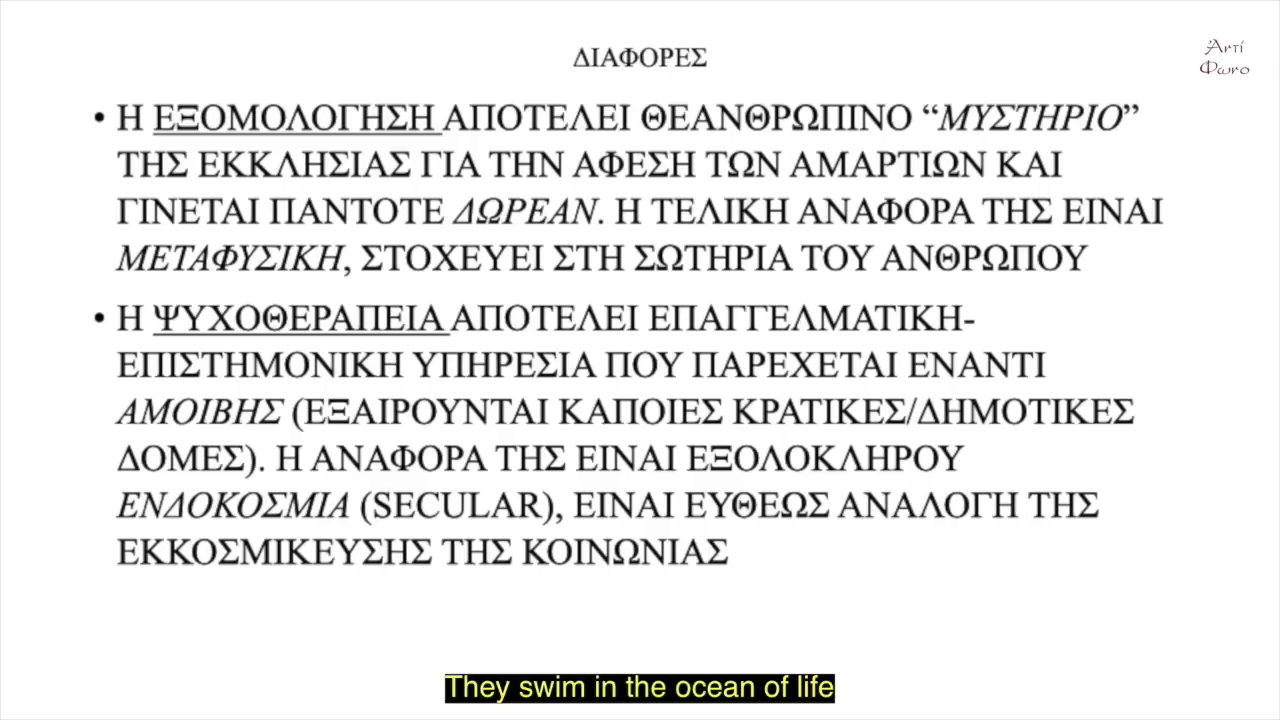 ΔΙΑΦΟΡΕΣ
Ἀντί
Φωνο
• Η ΕΞΟΜΟΛΟΓΗΣΗ ΑΠΟΤΕΛΕΙ ΘΕΑΝΘΡΩΠΙΝΟ “ΜΥΣΤΗΡΙΟ”
ΤΗΣ ΕΚΚΛΗΣΙΑΣ ΓΙΑ ΤΗΝ ΑΦΕΣΗ ΤΩΝ ΑΜΑΡΤΙΩΝ ΚΑΙ
ΓΙΝΕΤΑΙ ΠΑΝΤΟΤΕ ΔΩΡΕΑΝ. Η ΤΕΛΙΚΗ ΑΝΑΦΟΡΑ ΤΗΣ ΕΙΝΑΙ
ΜΕΤΑΦΥΣΙΚΗ, ΣΤΟΧΕΥΕΙ ΣΤΗ ΣΩΤΗΡΙΑ ΤΟΥ ΑΝΘΡΩΠΟΥ
• Η ΨΥΧΟΘΕΡΑΠΕΙΑ ΑΠΟΤΕΛΕΙ ΕΠΑΓΓΕΛΜΑΤΙΚΗ-
ΕΠΙΣΤΗΜΟΝΙΚΗ ΥΠΗΡΕΣΙΑ ΠΟΥ ΠΑΡΕΧΕΤΑΙ ΕΝΑΝΤΙ
ΑΜΟΙΒΗΣ (ΕΞΑΙΡΟΥΝΤΑΙ ΚΑΠΟΙΕΣ ΚΡΑΤΙΚΕΣ/ΔΗΜΟΤΙΚΕΣ
ΔΟΜΕΣ). Η ΑΝΑΦΟΡΑ ΤΗΣ ΕΙΝΑΙ ΕΞΟΛΟΚΛΗΡΟΥ
ΕΝΔΟΚΟΣΜΙΑ (SECULAR), ΕΙΝΑΙ ΕΥΘΕΩΣ ΑΝΑΛΟΓΗ ΤΗΣ
ΕΚΚΟΣΜΙΚΕΥΣΗΣ ΤΗΣ ΚΟΙΝΩΝΙΑΣ
They swim in the ocean of life